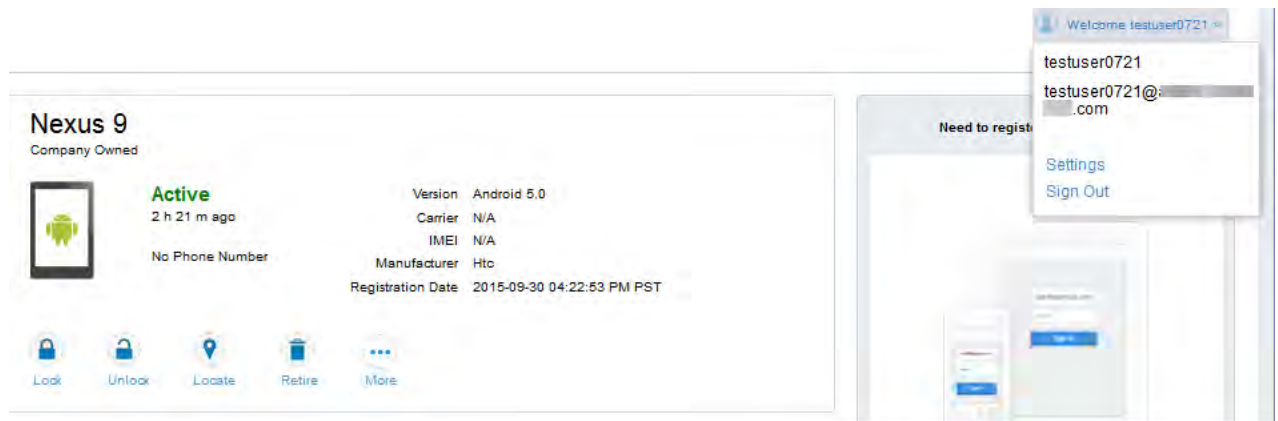 Welcome testuser0721
testuser0721
testuser0721@
.com
Settings
Sign Out
Nexus 9
Company Owned
Active
2 h 21 m ago
No Phone Number
Version Android 5.0
Carrier N/A
IMEI N/A
Manufacturer Htc
Registration Date 2015-09-30 04:22:53 PM PST
Lock Unlock Locate Retire More
Need to regist